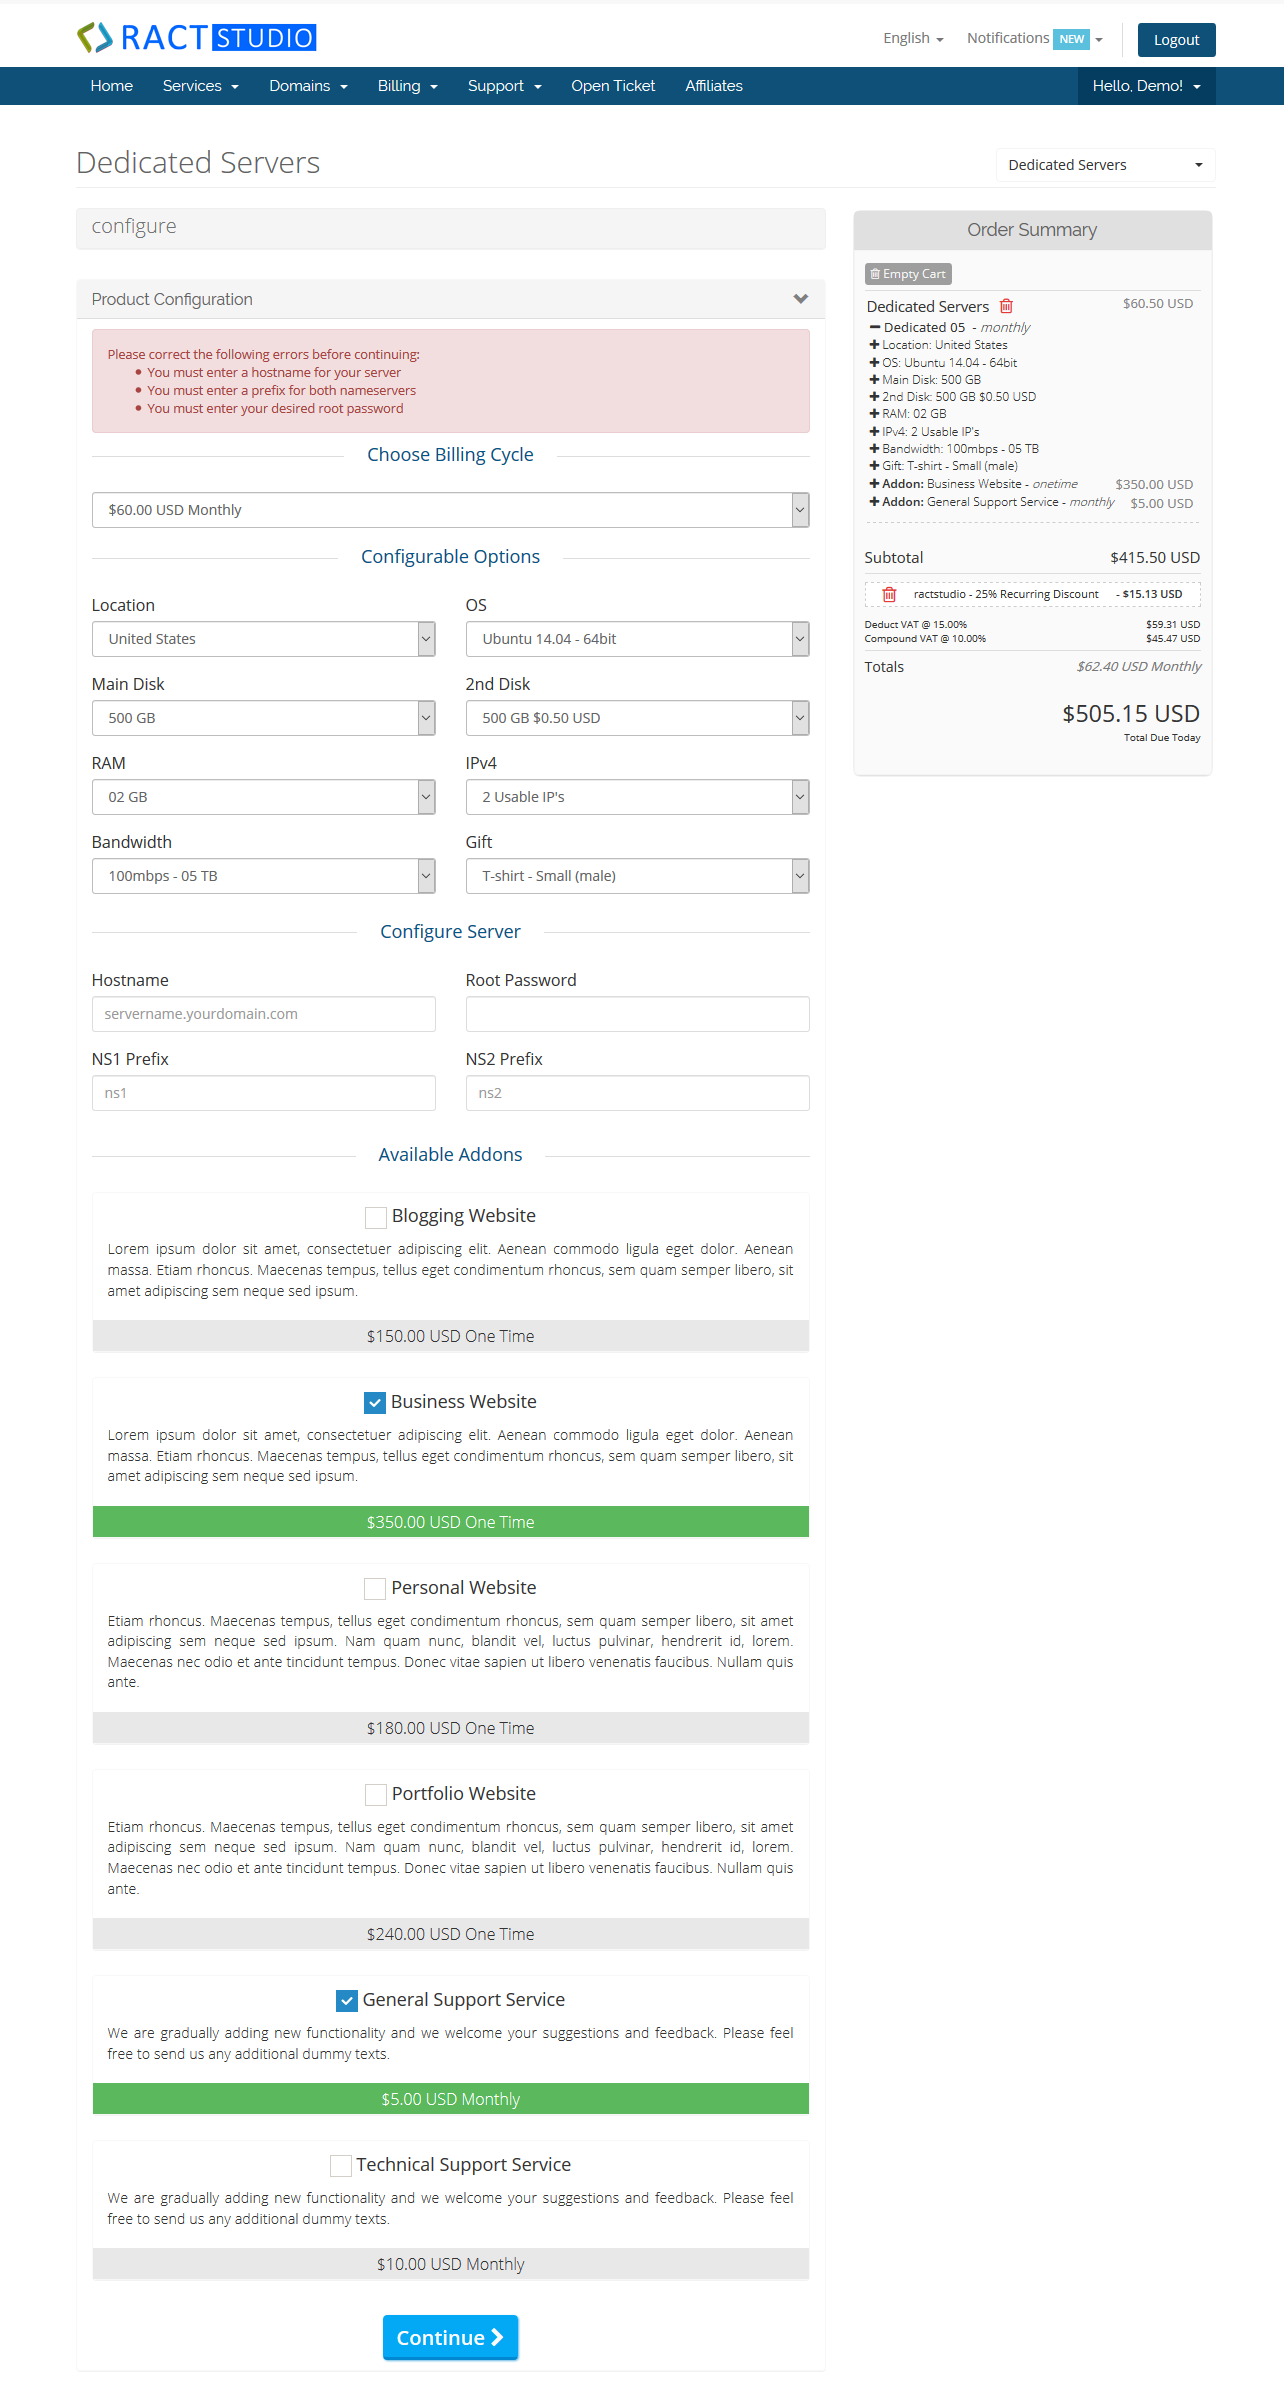 RACTSTUDIO
English
Notifications NEW
Logout
Home Services Domains Billing Support Open Ticket Affiliates Hello, Demo!
Dedicated Servers
Dedicated Servers
configure
Product Configuration
Please correct the following errors before continuing:
You must enter a hostname for your server
You must enter a prefix for both nameservers
You must enter your desired root password
Choose Billing Cycle
$60.00 USD Monthly
Configurable Options
Location OS
United States Ubuntu 14.04 - 64bit
Main Disk 2nd Disk
500 GB 500 GB $0.50 USD
RAM IPv4
02 GB 2 Usable IP's
Bandwidth Gift
100mbps - 05 TB T-shirt - Small (male)
Configure Server
Hostname Root Password
servername.yourdomain.com
NS1 Prefix NS2 Prefix
ns1 ns2
Available Addons
Blogging Website
Lorem ipsum dolor sit amet, consectetuer adipiscing elit. Aenean commodo ligula eget dolor. Aenean
massa. Etiam rhoncus. Maecenas tempus, tellus eget condimentum rhoncus, sem quam semper libero, sit
amet adipiscing sem neque sed ipsum.
$150.00 USD One Time
Business Website
Lorem ipsum dolor sit amet, consectetuer adipiscing elit. Aenean commodo ligula eget dolor. Aenean
massa. Etiam rhoncus. Maecenas tempus, tellus eget condimentum rhoncus, sem quam semper libero, sit
amet adipiscing sem neque sed ipsum.
$350.00 USD One Time
Personal Website
Etiam rhoncus. Maecenas tempus, tellus eget condimentum rhoncus, sem quam semper libero, sit amet
adipiscing sem neque sed ipsum. Nam quam nunc, blandit vel, luctus pulvinar, hendrerit id, lorem.
Maecenas nec odio et ante tincidunt tempus. Donec vitae sapien ut libero venenatis faucibus. Nullam quis
ante.
$180.00 USD One Time
Portfolio Website
Etiam rhoncus. Maecenas tempus, tellus eget condimentum rhoncus, sem quam semper libero, sit amet
adipiscing sem neque sed ipsum. Nam quam nunc, blandit vel, luctus pulvinar, hendrerit id, lorem.
Maecenas nec odio et ante tincidunt tempus. Donec vitae sapien ut libero venenatis faucibus. Nullam quis
ante.
$240.00 USD One Time
General Support Service
We are gradually adding new functionality and we welcome your suggestions and feedback. Please feel
free to send us any additional dummy texts.
$5.00 USD Monthly
Technical Support Service
We are gradually adding new functionality and we welcome your suggestions and feedback. Please feel
free to send us any additional dummy texts.
$10.00 USD Monthly
Continue
Order Summary
Empty Cart
Dedicated Servers $60.50 USD
Dedicated 05 - monthly
Location: United States
OS: Ubuntu 14.04 - 64bit
Main Disk: 500 GB
2nd Disk: 500 GB $0.50 USD
RAM: 02 GB
IPv4: 2 Usable IP's
Bandwidth: 100mbps - 05 TB
Gift: T-shirt - Small (male)
Addon: Business Website - onetime $350.00 USD
Addon: General Support Service - monthly $5.00 USD
Subtotal $415.50 USD
ractstudio - 25% Recurring Discount - $15.13 USD
Deduct VAT @ 15.00% $59.31 USD
Compound VAT @ 10.00% $45.47 USD
Totals $62.40 USD Monthly
$505.15 USD
Total Due Today